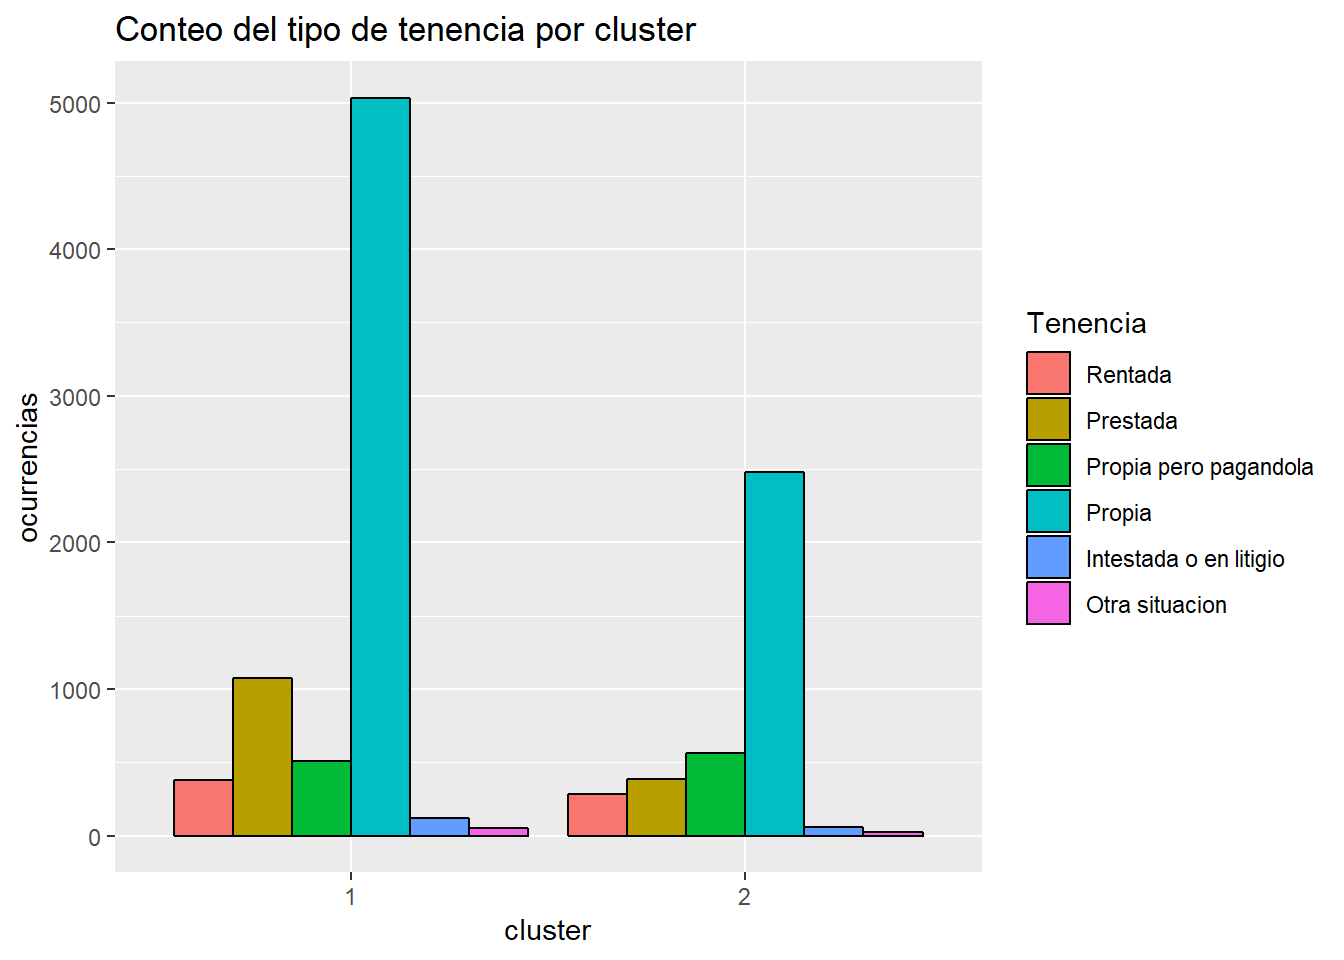 Conteo del tipo de tenencia por cluster
5000
4000
3000
2000
1000
0
ocurrencias
1
2
cluster
Tenencia
Rentada
Prestada
Propia pero pagandola
Propia
Intestada o en litigio
Otra situacion